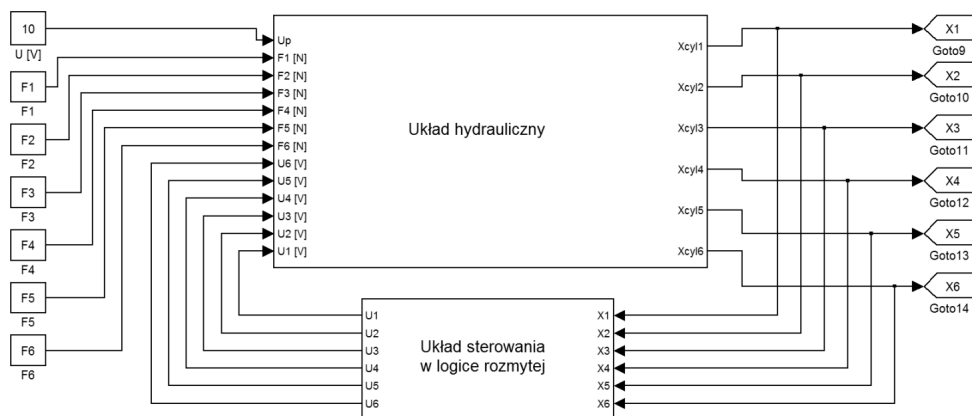 10
U [V]
F1
F1
F2
F2
F3
F3
F4
F4
F5
F5
F6
F6
Up
F1 [N]
F2 [N]
F3 [N]
F4 [N]
F5 [N]
F6 [N]
U6 [V]
U5 [V]
U4 [V]
U3 [V]
U2 [V]
U1 [V]
Układ hydrauliczny
Xcyl1
Xcyl2
Xcyl3
Xcyl4
Xcyl5
Xcyl6
X1
Goto9
X2
Goto10
X3
Goto11
X4
Goto12
X5
Goto13
X6
Goto14
U1
U2
U3
U4
U5
U6
Układ sterowania
w logice rozmytej
X1
X2
X3
X4
X5
X6